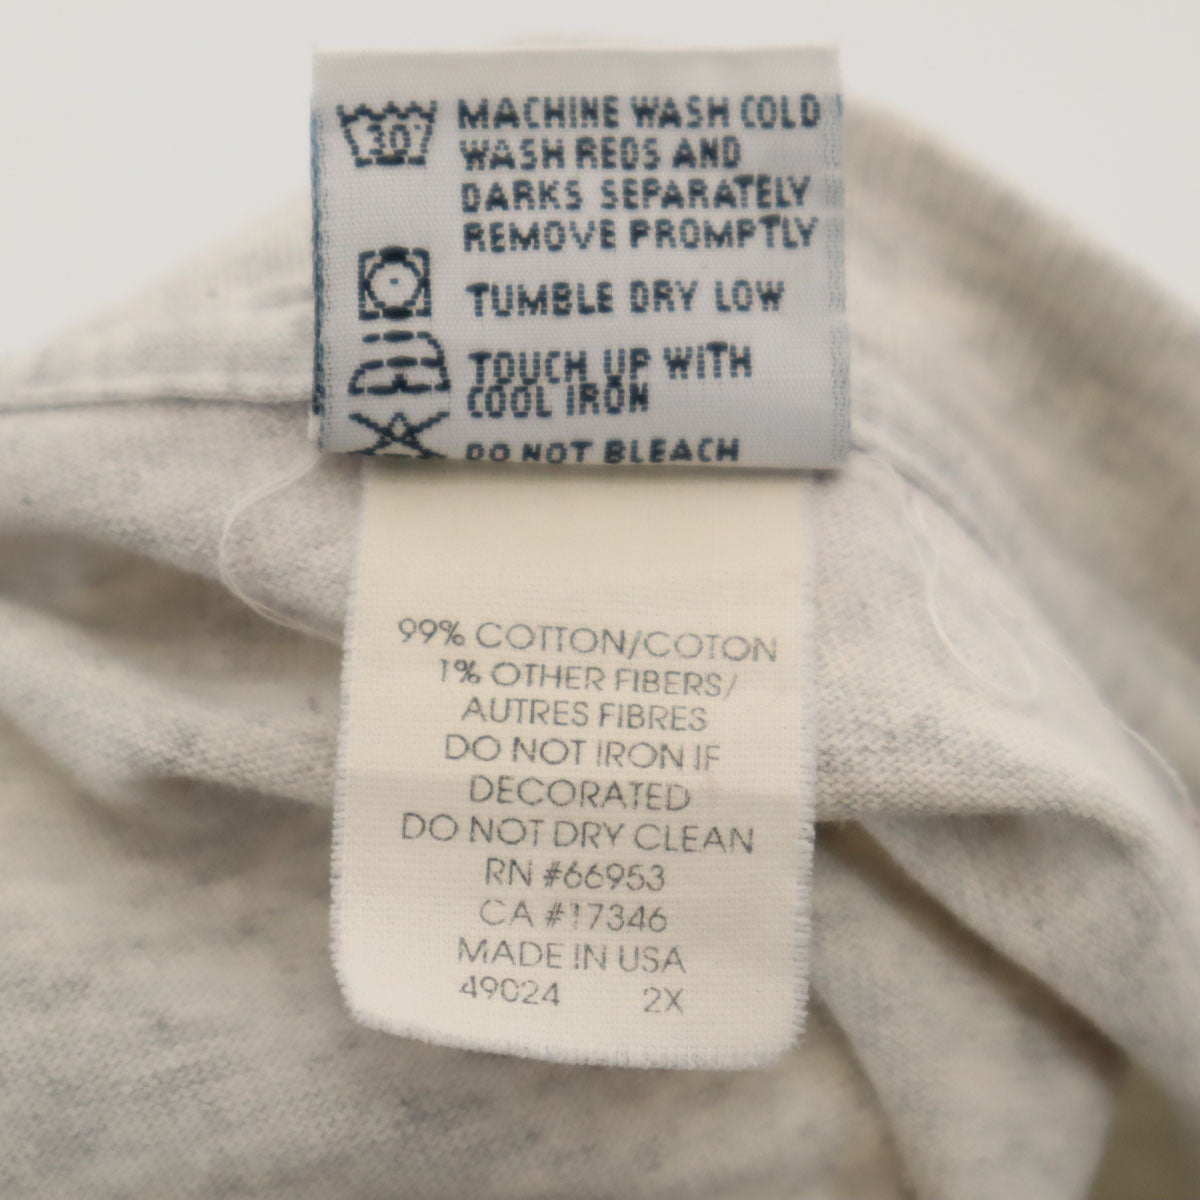 30° MACHINE WASH COLD
WASH REDS AND
DARKS SEPARATELY
REMOVE PROMPTLY
TUMBLE DRY LOW
TOUCH UP WITH
COOL IRON
DO NOT BLEACH
99% COTTON/COTON
1% OTHER FIBERS/
AUTRES FIBRES
DO NOT IRON IF
DECORATED
DO NOT DRY CLEAN
RN #66953
CA #17346
MADE IN USA
49024 2X